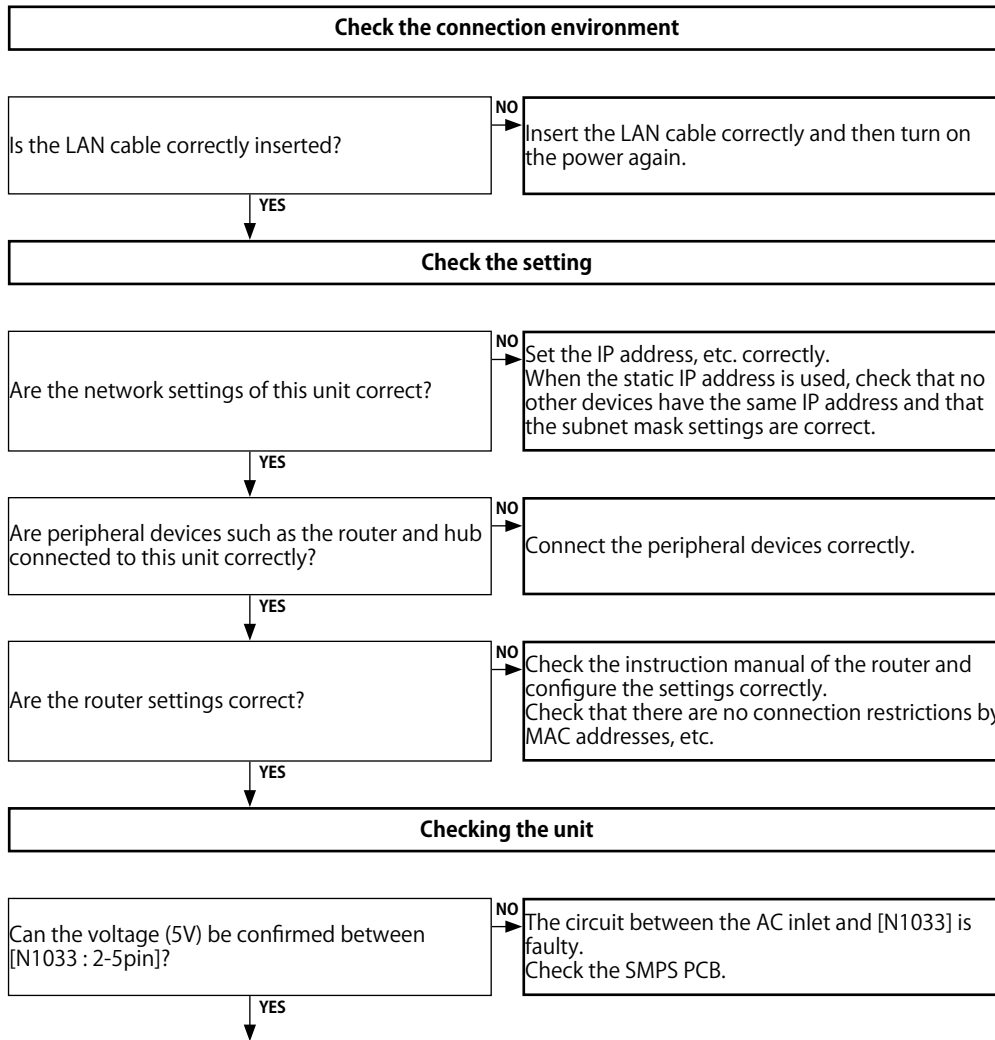 Check the connection environment
Is the LAN cable correctly inserted?
NO
Insert the LAN cable correctly and then turn on
the power again.
YES
Check the setting
Are the network settings of this unit correct?
NO
Set the IP address, etc. correctly.
When the static IP address is used, check that no
other devices have the same IP address and that
the subnet mask settings are correct.
YES
Are peripheral devices such as the router and hub
connected to this unit correctly?
NO
Connect the peripheral devices correctly.
YES
Are the router settings correct?
NO
Check the instruction manual of the router and
configure the settings correctly.
Check that there are no connection restrictions by
MAC addresses, etc.
YES
Checking the unit
Can the voltage (5V) be confirmed between
[N1033 : 2-5pin]?
NO
The circuit between the AC inlet and [N1033] is
faulty.
Check the SMPS PCB.
YES